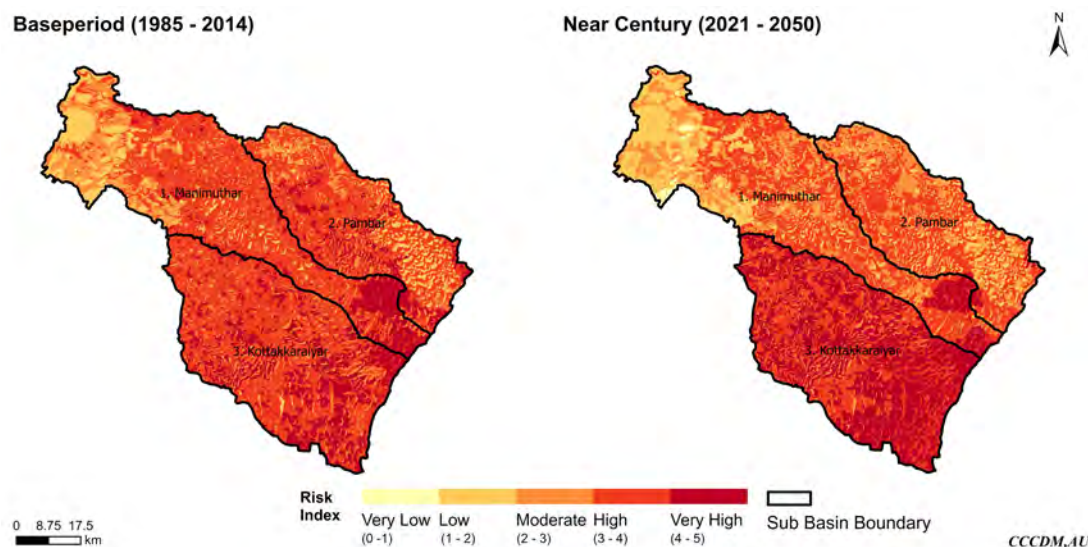 Baseperiod (1985 - 2014)
Near Century (2021 - 2050)
N
1. Manimuthar
2. Pambar
3. Kottakkaraiyar
1. Manimuthar
2. Pambar
3. Kottakkaraiyar
Risk Index
Very Low
(0 -1)
Low
(1 - 2)
Moderate
(2 - 3)
High
(3 - 4)
Very High
(4 - 5)
Sub Basin Boundary
0 8.75 17.5
km
CCCDM.AU